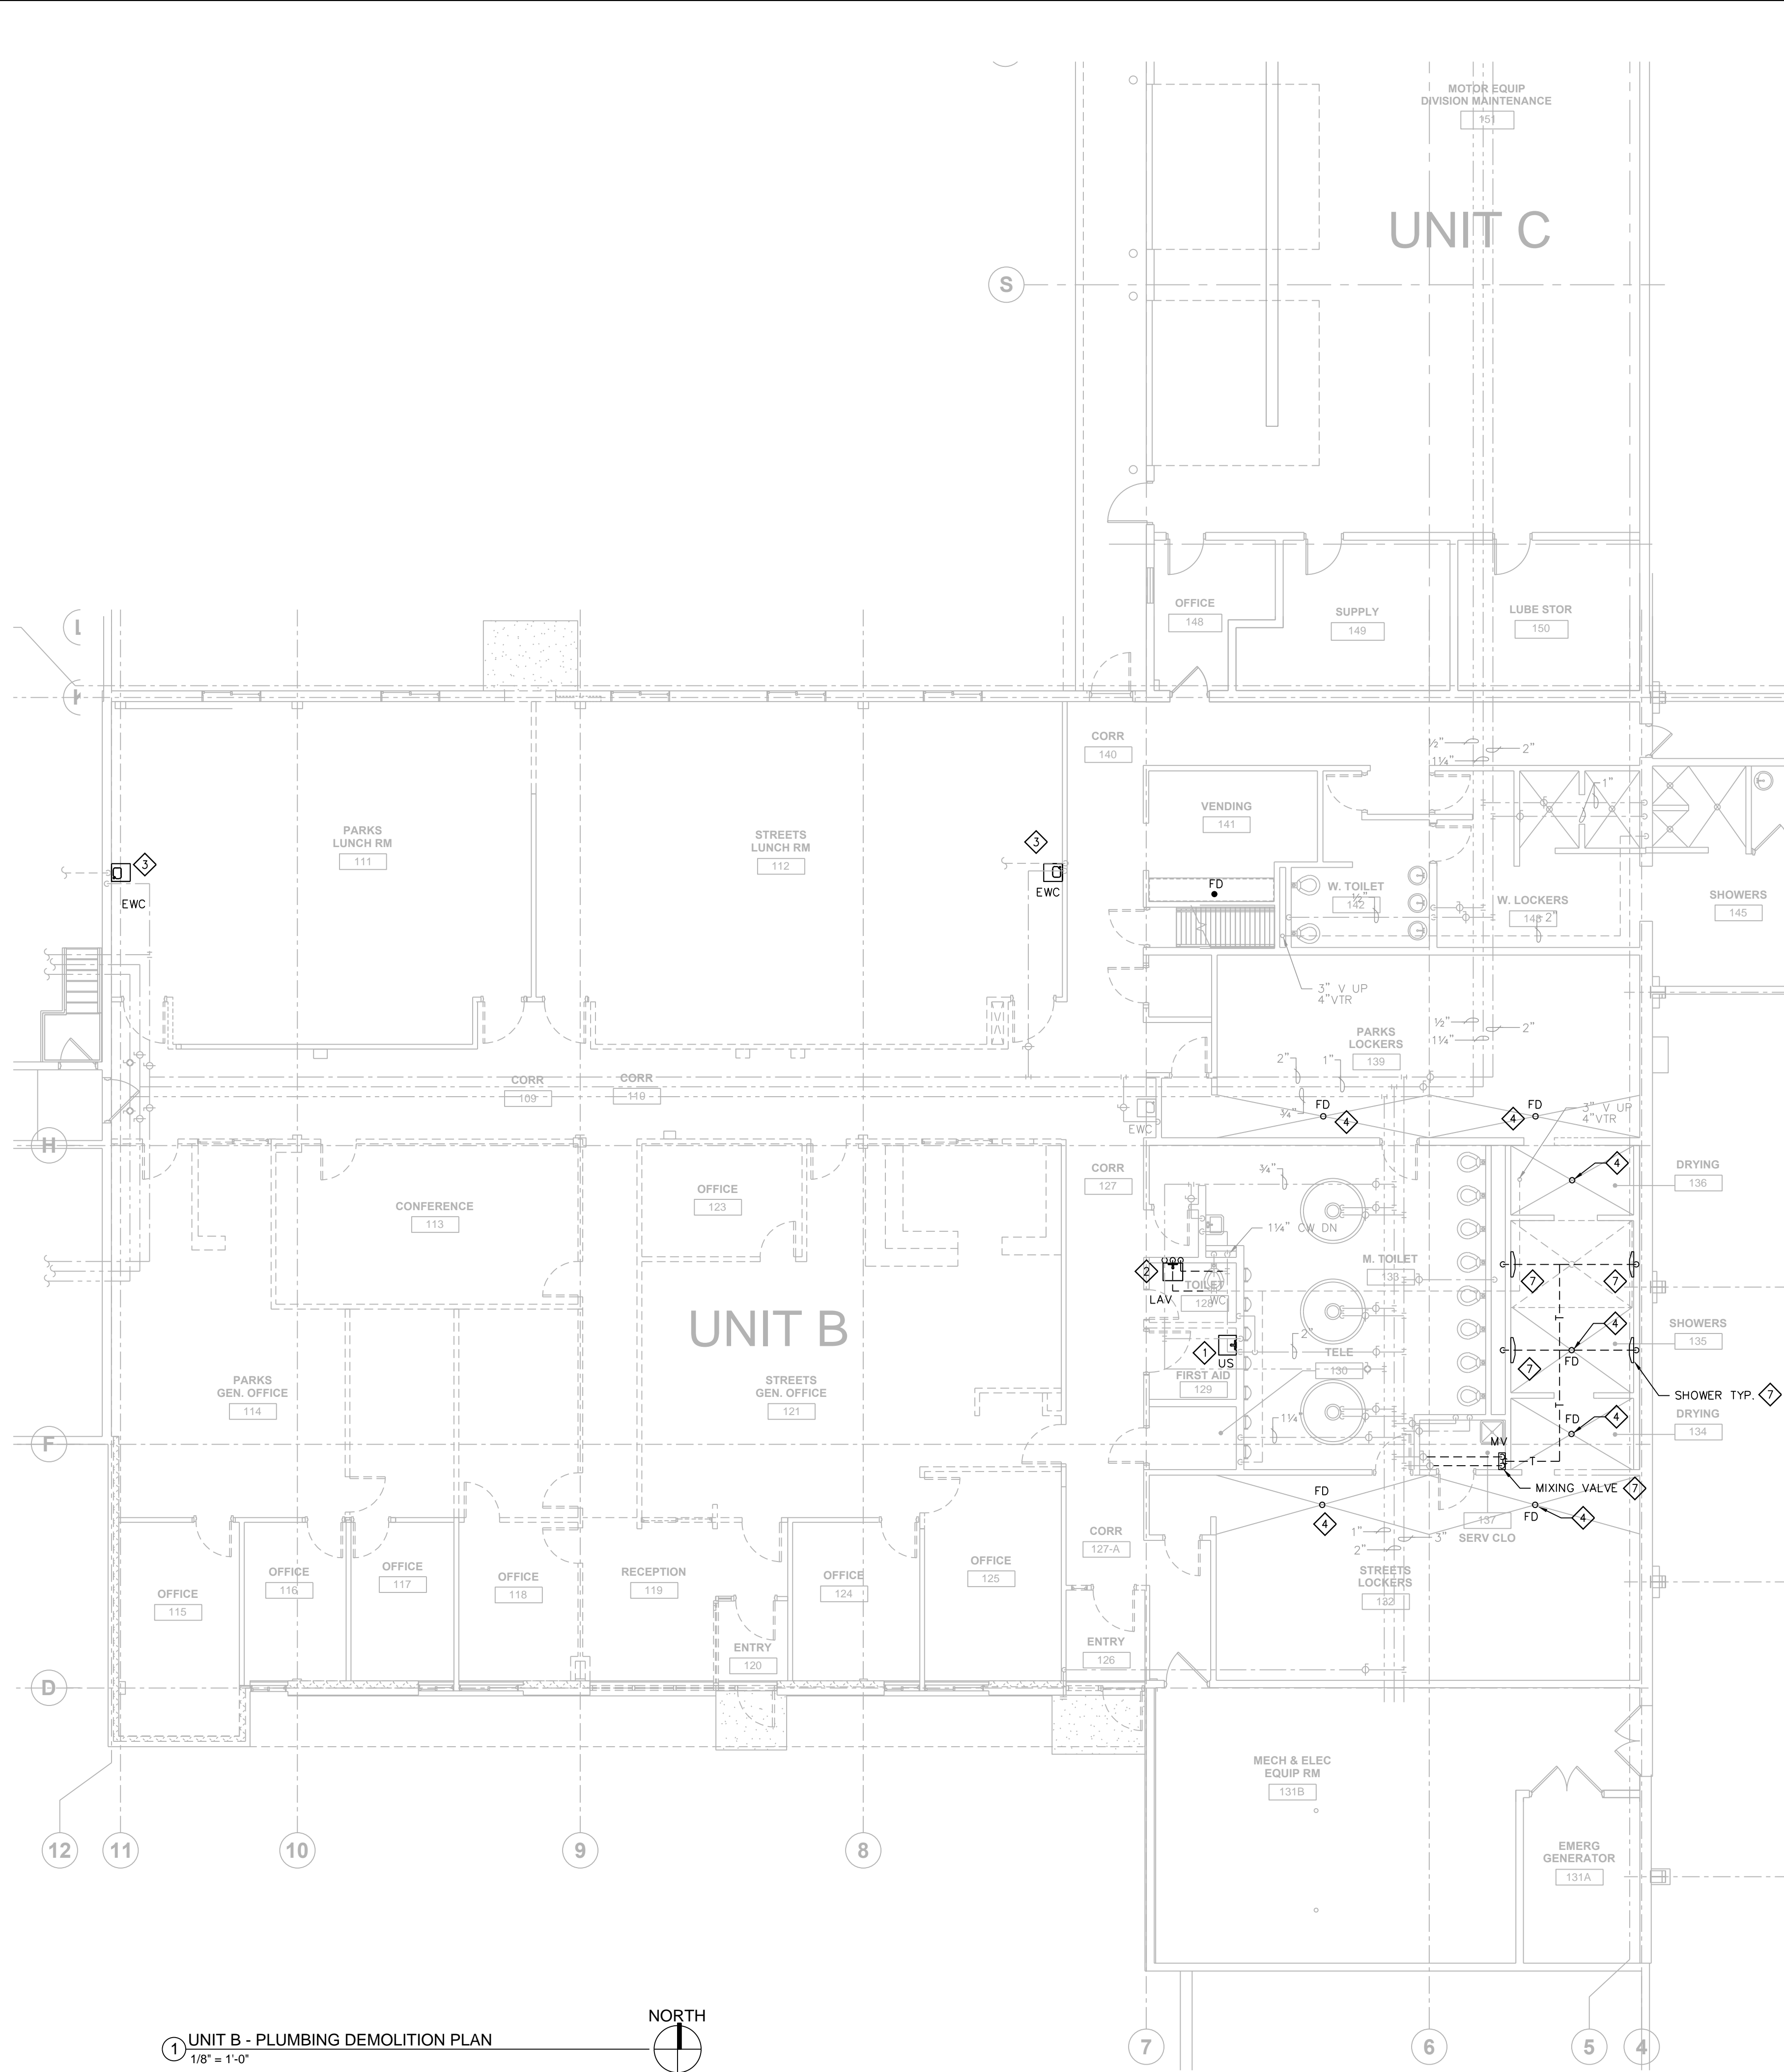 MOTOR EQUIP
DIVISION MAINTENANCE
151
UNIT C
S
OFFICE
148
SUPPLY
149
LUBE STOR
150
CORR
140
½"
2"
1¼"
1"
VENDING
141
PARKS
LUNCH RM
111
STREETS
LUNCH RM
112
3
EWC
3
EWC
FD
W. TOILET
142
½"
W. LOCKERS
143
2"
SHOWERS
145
3" V UP
4"VTR
PARKS
LOCKERS
139
½"
2"
1¼"
2"
1"
¾"
CORR
109
CORR
110
EWC
FD
4
FD
4
3" V UP
4"VTR
H
CORR
127
¾"
4
DRYING
136
CONFERENCE
113
OFFICE
123
1¼" CW DN
M. TOILET
133
2
LAV
TOILET
128
WC
7
7
UNIT B
1
US
2"
TELE
130
FIRST AID
129
4
FD
7
SHOWERS
135
SHOWER TYP.
7
PARKS
GEN. OFFICE
114
STREETS
GEN. OFFICE
121
1¼"
FD
4
DRYING
134
F
MV
MIXING VALVE
7
FD
4
FD
4
137
SERV CLO
1"
2"
3"
CORR
127-A
STREETS
LOCKERS
132
OFFICE
115
OFFICE
116
OFFICE
117
OFFICE
118
RECEPTION
119
OFFICE
124
OFFICE
125
ENTRY
120
ENTRY
126
D
MECH & ELEC
EQUIP RM
131B
EMERG
GENERATOR
131A
12
11
10
9
8
7
6
5
4
NORTH
1
UNIT B - PLUMBING DEMOLITION PLAN
1/8" = 1'-0"